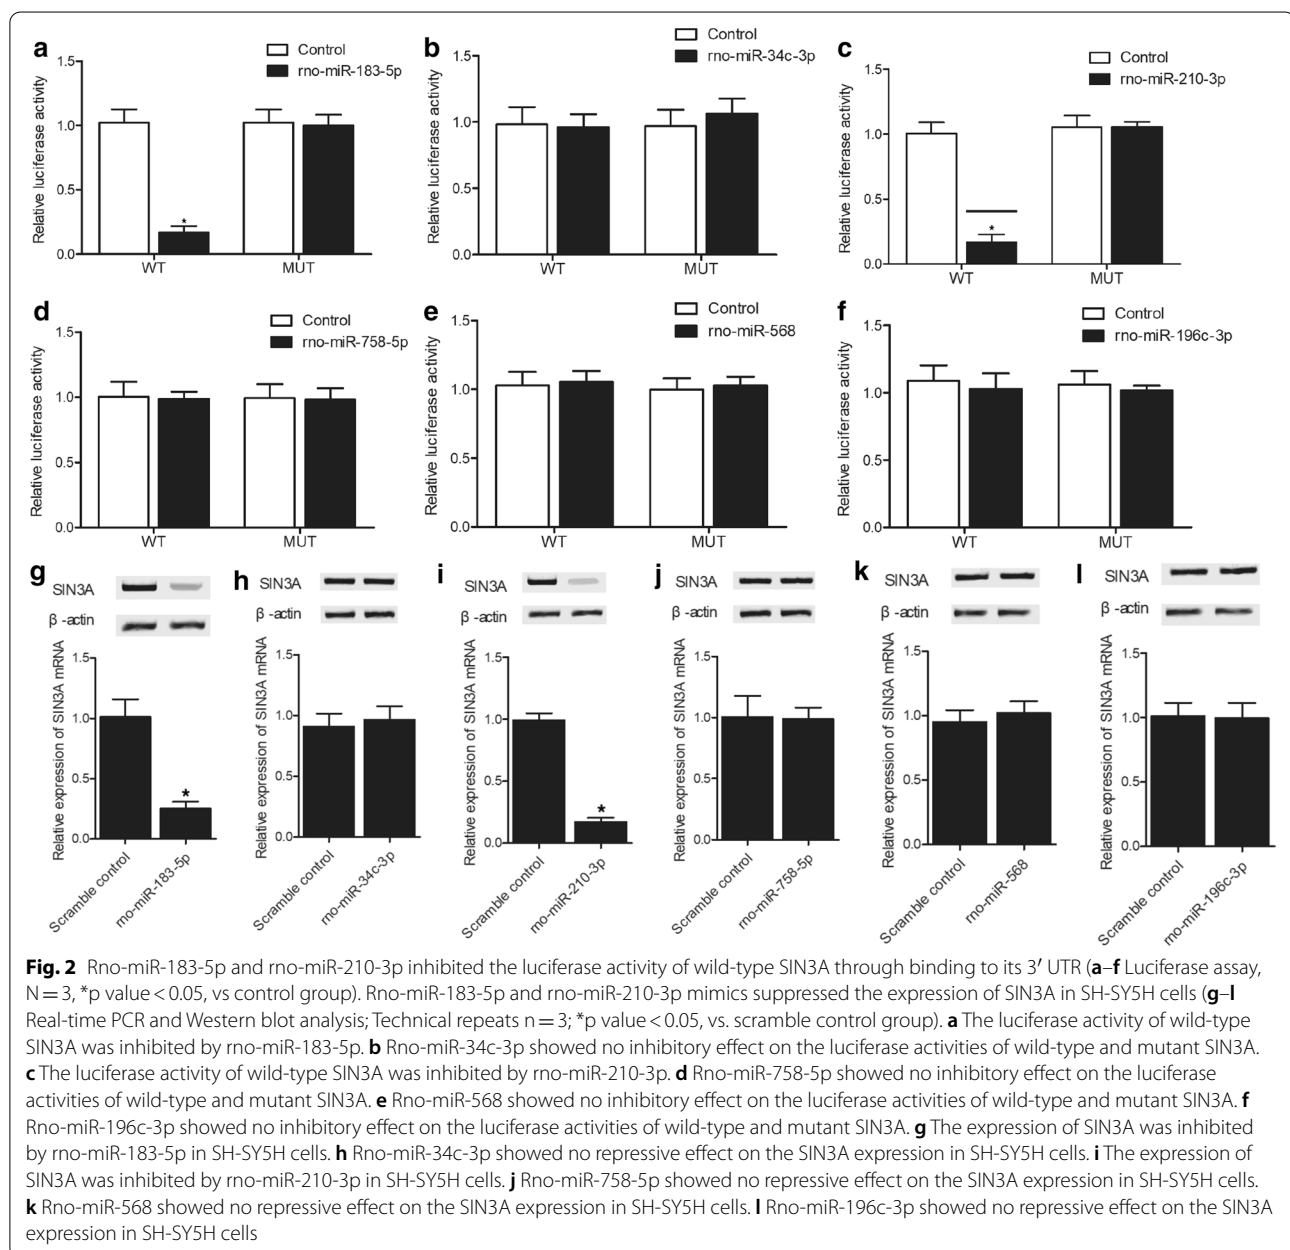 a
Control
rno-miR-183-5p
Relative luciferase activity
1.5
1.0
0.5
0.0
*
WT
MUT
b
Control
rno-miR-34c-3p
Relative luciferase activity
1.5
1.0
0.5
0.0
WT
MUT
c
Control
rno-miR-210-3p
Relative luciferase activity
1.5
1.0
0.5
0.0
*
WT
MUT
d
Control
rno-miR-758-5p
Relative luciferase activity
1.5
1.0
0.5
0.0
WT
MUT
e
Control
rno-miR-568
Relative luciferase activity
1.5
1.0
0.5
0.0
WT
MUT
f
Control
rno-miR-196c-3p
Relative luciferase activity
1.5
1.0
0.5
0.0
WT
MUT
g
SIN3A
β -actin
Relative expression of SIN3A mRNA
1.5
1.0
0.5
0.0
*
Scramble control
rno-miR-183-5p
h
SIN3A
β -actin
Relative expression of SIN3A mRNA
1.5
1.0
0.5
0.0
Scramble control
rno-miR-34c-3p
i
SIN3A
β -actin
Relative expression of SIN3A mRNA
1.5
1.0
0.5
0.0
*
Scramble control
rno-miR-210-3p
j
SIN3A
β -actin
Relative expression of SIN3A mRNA
1.5
1.0
0.5
0.0
Scramble control
rno-miR-758-5p
k
SIN3A
β -actin
Relative expression of SIN3A mRNA
1.5
1.0
0.5
0.0
Scramble control
rno-miR-568
l
SIN3A
β -actin
Relative expression of SIN3A mRNA
1.5
1.0
0.5
0.0
Scramble control
rno-miR-196c-3p
Fig. 2 Rno-miR-183-5p and rno-miR-210-3p inhibited the luciferase activity of wild-type SIN3A through binding to its 3′ UTR (a–f Luciferase assay,
N = 3, *p value < 0.05, vs control group). Rno-miR-183-5p and rno-miR-210-3p mimics suppressed the expression of SIN3A in SH-SY5H cells (g–l
Real-time PCR and Western blot analysis; Technical repeats n = 3; *p value < 0.05, vs. scramble control group). a The luciferase activity of wild-type
SIN3A was inhibited by rno-miR-183-5p. b Rno-miR-34c-3p showed no inhibitory effect on the luciferase activities of wild-type and mutant SIN3A.
c The luciferase activity of wild-type SIN3A was inhibited by rno-miR-210-3p. d Rno-miR-758-5p showed no inhibitory effect on the luciferase
activities of wild-type and mutant SIN3A. e Rno-miR-568 showed no inhibitory effect on the luciferase activities of wild-type and mutant SIN3A. f
Rno-miR-196c-3p showed no inhibitory effect on the luciferase activities of wild-type and mutant SIN3A. g The expression of SIN3A was inhibited
by rno-miR-183-5p in SH-SY5H cells. h Rno-miR-34c-3p showed no repressive effect on the SIN3A expression in SH-SY5H cells. i The expression of
SIN3A was inhibited by rno-miR-210-3p in SH-SY5H cells. j Rno-miR-758-5p showed no repressive effect on the SIN3A expression in SH-SY5H cells.
k Rno-miR-568 showed no repressive effect on the SIN3A expression in SH-SY5H cells. l Rno-miR-196c-3p showed no repressive effect on the SIN3A
expression in SH-SY5H cells